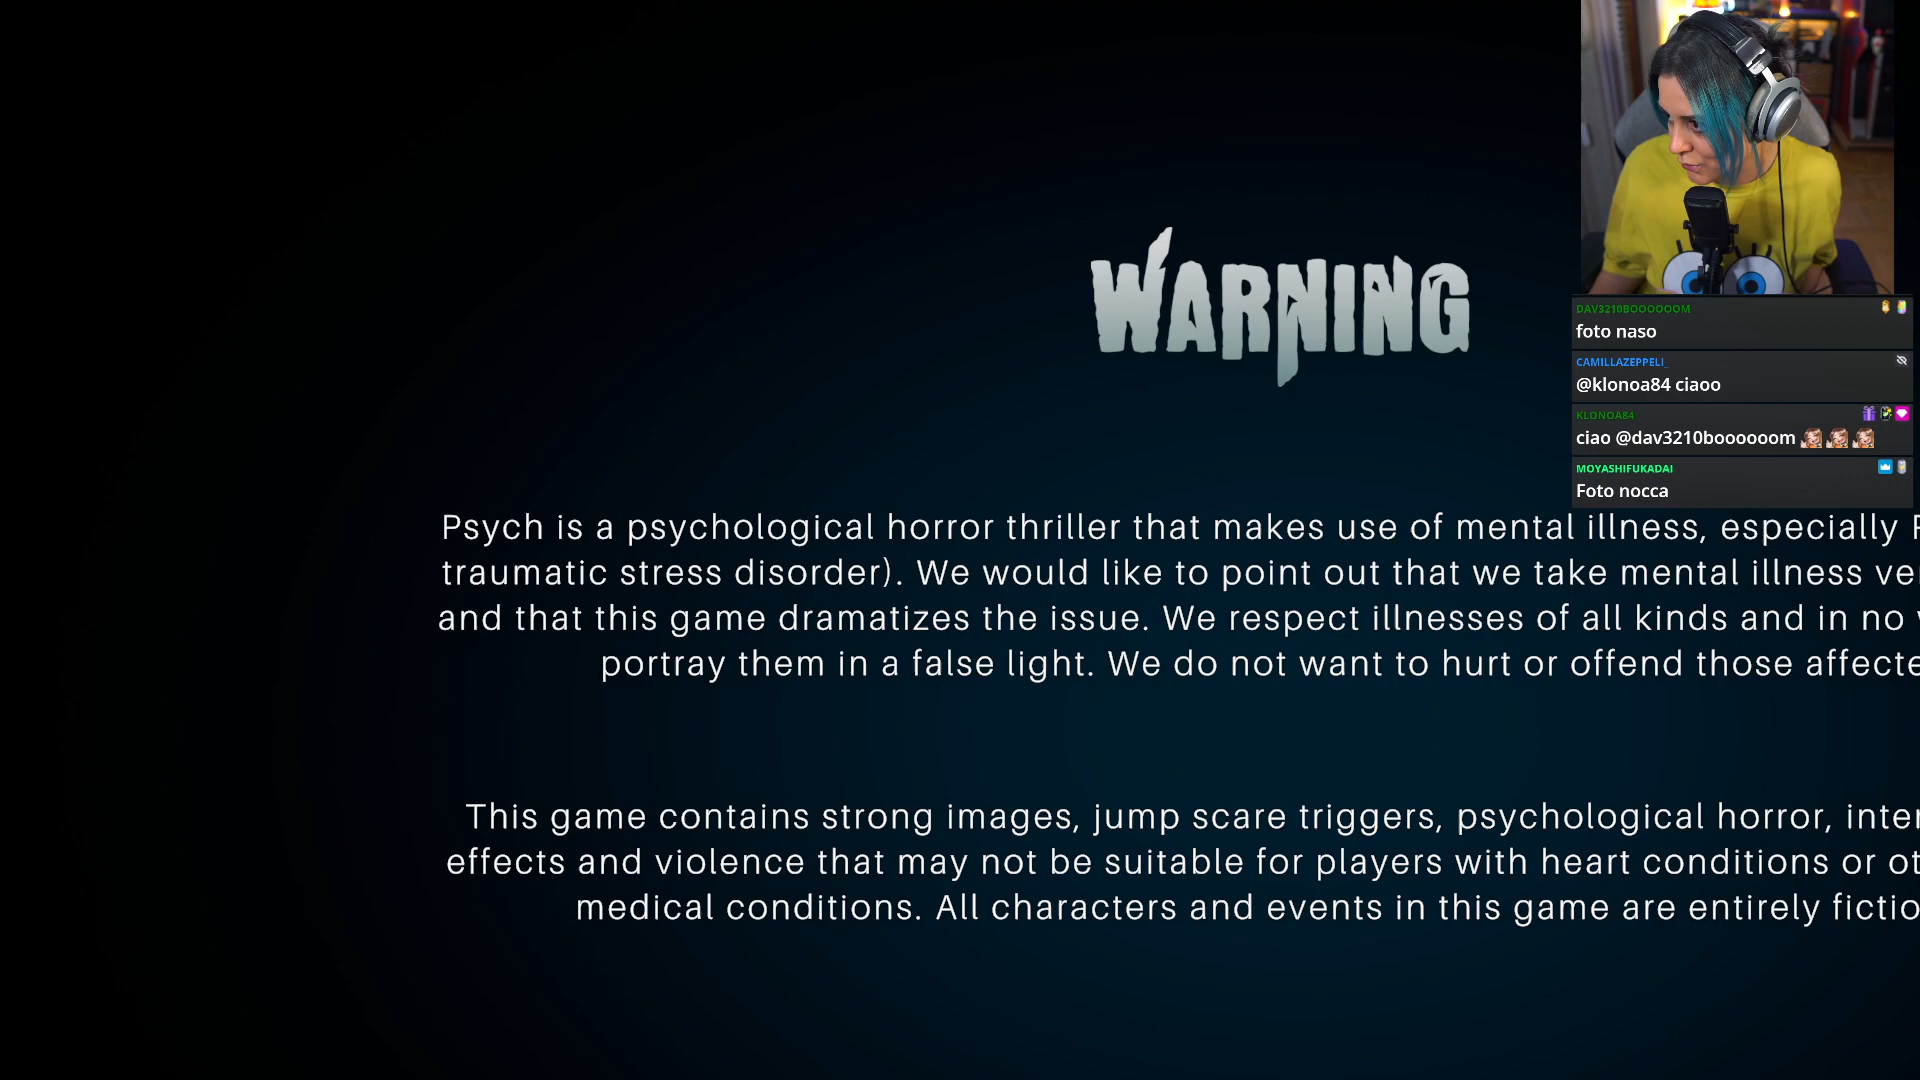 WARNING
DAV3210BOOOOOOM
foto naso
CAMILLAZEPPELI_
@klonoa84 ciaoo
KLONOA84
ciao @dav3210boooooom
MOYASHIFUKADAI
Foto nocca
Psych is a psychological horror thriller that makes use of mental illness, especially
traumatic stress disorder). We would like to point out that we take mental illness ve
and that this game dramatizes the issue. We respect illnesses of all kinds and in no
portray them in a false light. We do not want to hurt or offend those affecte
This game contains strong images, jump scare triggers, psychological horror, inte
effects and violence that may not be suitable for players with heart conditions or ot
medical conditions. All characters and events in this game are entirely fictio